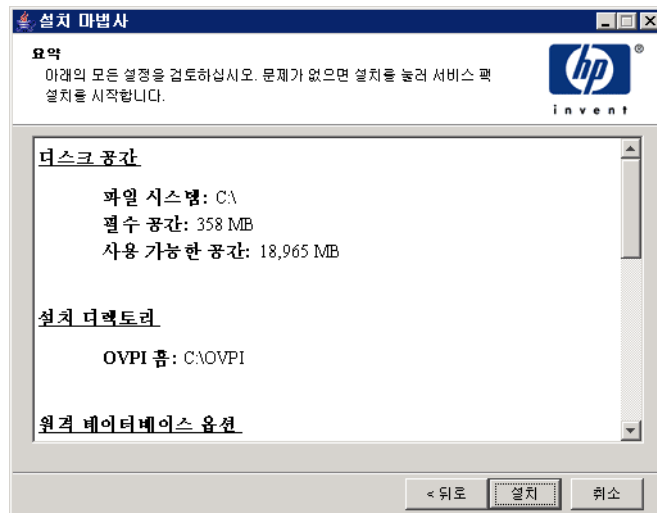 설치 마법사
요약
아래의 모든 설정을 검토하십시오. 문제가 없으면 설치를 눌러 서비스 팩
설치를 시작합니다.
hp
®
invent
디스크 공간
파일 시스템: C:\
필수 공간: 358 MB
사용 가능한 공간: 18,965 MB
설치 디렉토리
OVPI 홈: C:\OVPI
원격 데이터베이스 옵션
< 뒤로
설치
취소